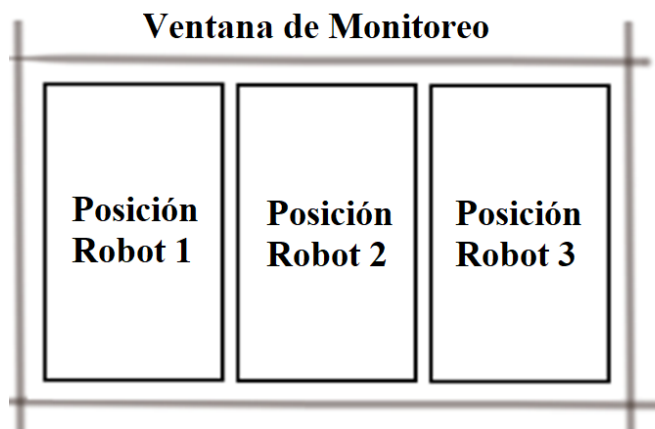 Ventana de Monitoreo
Posición
Robot 1
Posición
Robot 2
Posición
Robot 3